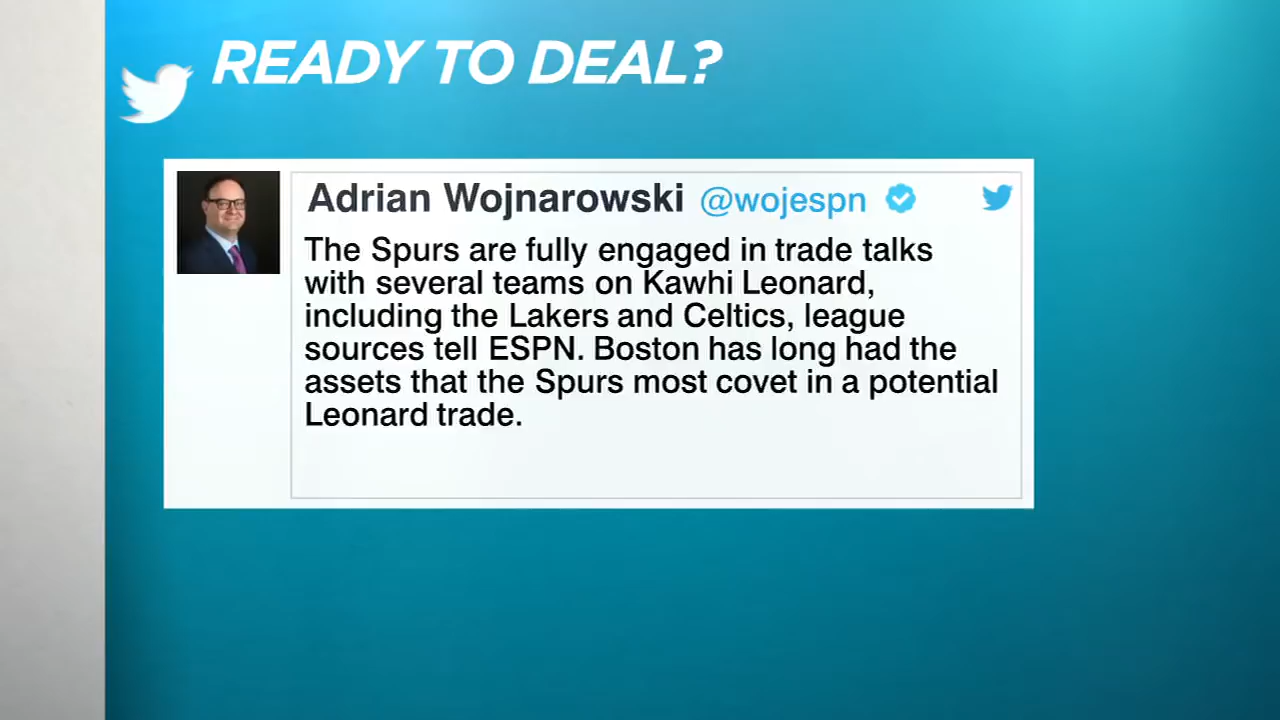 READY TO DEAL?
Adrian Wojnarowski @wojespn
The Spurs are fully engaged in trade talks
with several teams on Kawhi Leonard,
including the Lakers and Celtics, league
sources tell ESPN. Boston has long had the
assets that the Spurs most covet in a potential
Leonard trade.